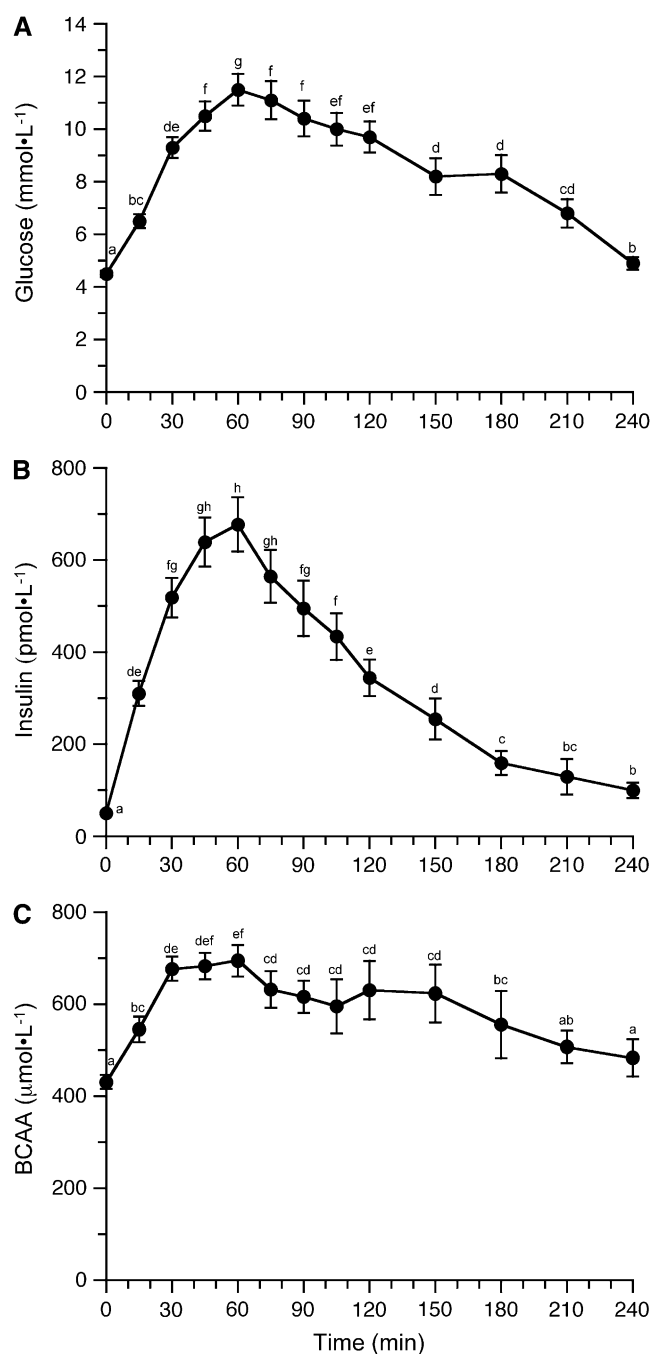 A
Glucose (mmol•L⁻¹)
14
12
10
8
6
4
2
0
a
bc
de
f
f
g
f
f
ef
ef
d
d
cd
b
0 30 60 90 120 150 180 210 240
B
Insulin (pmol•L⁻¹)
800
600
400
200
0
a
de
fg
gh
h
gh
fg
f
e
d
c
bc
b
0 30 60 90 120 150 180 210 240
C
BCAA (μmol•L⁻¹)
800
600
400
200
0
a
bc
de
def
ef
cd
cd
cd
cd
cd
bc
ab
a
0 30 60 90 120 150 180 210 240
Time (min)